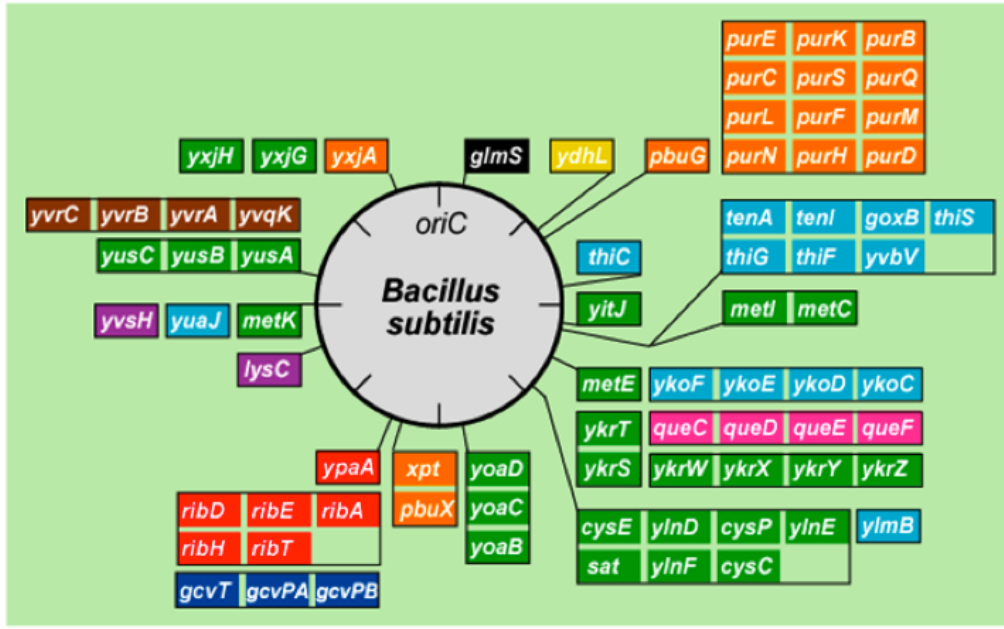 purE purK purB
purC purS purQ
purL purF purM
purN purH purD
yxjH yxjG yxjA glmS ydhL pbuG
yvrC yvrB yvrA yvqK
yusC yusB yusA
oriC
Bacillus
subtilis
tenA tenI goxB thiS
thiG thiF yvbV
thiC
yitJ
metI metC
yvsH yuaJ metK
lysC
metE ykoF ykoE ykoD ykoC
ykrT queC queD queE queF
ykrS ykrW ykrX ykrY ykrZ
ypaA
ribD ribE ribA
ribH ribT
gcvT gcvPA gcvPB
xpt
pbuX
yoaD
yoaC
yoaB
cysE ylnD cysP ylnE ylmB
sat ylnF cysC